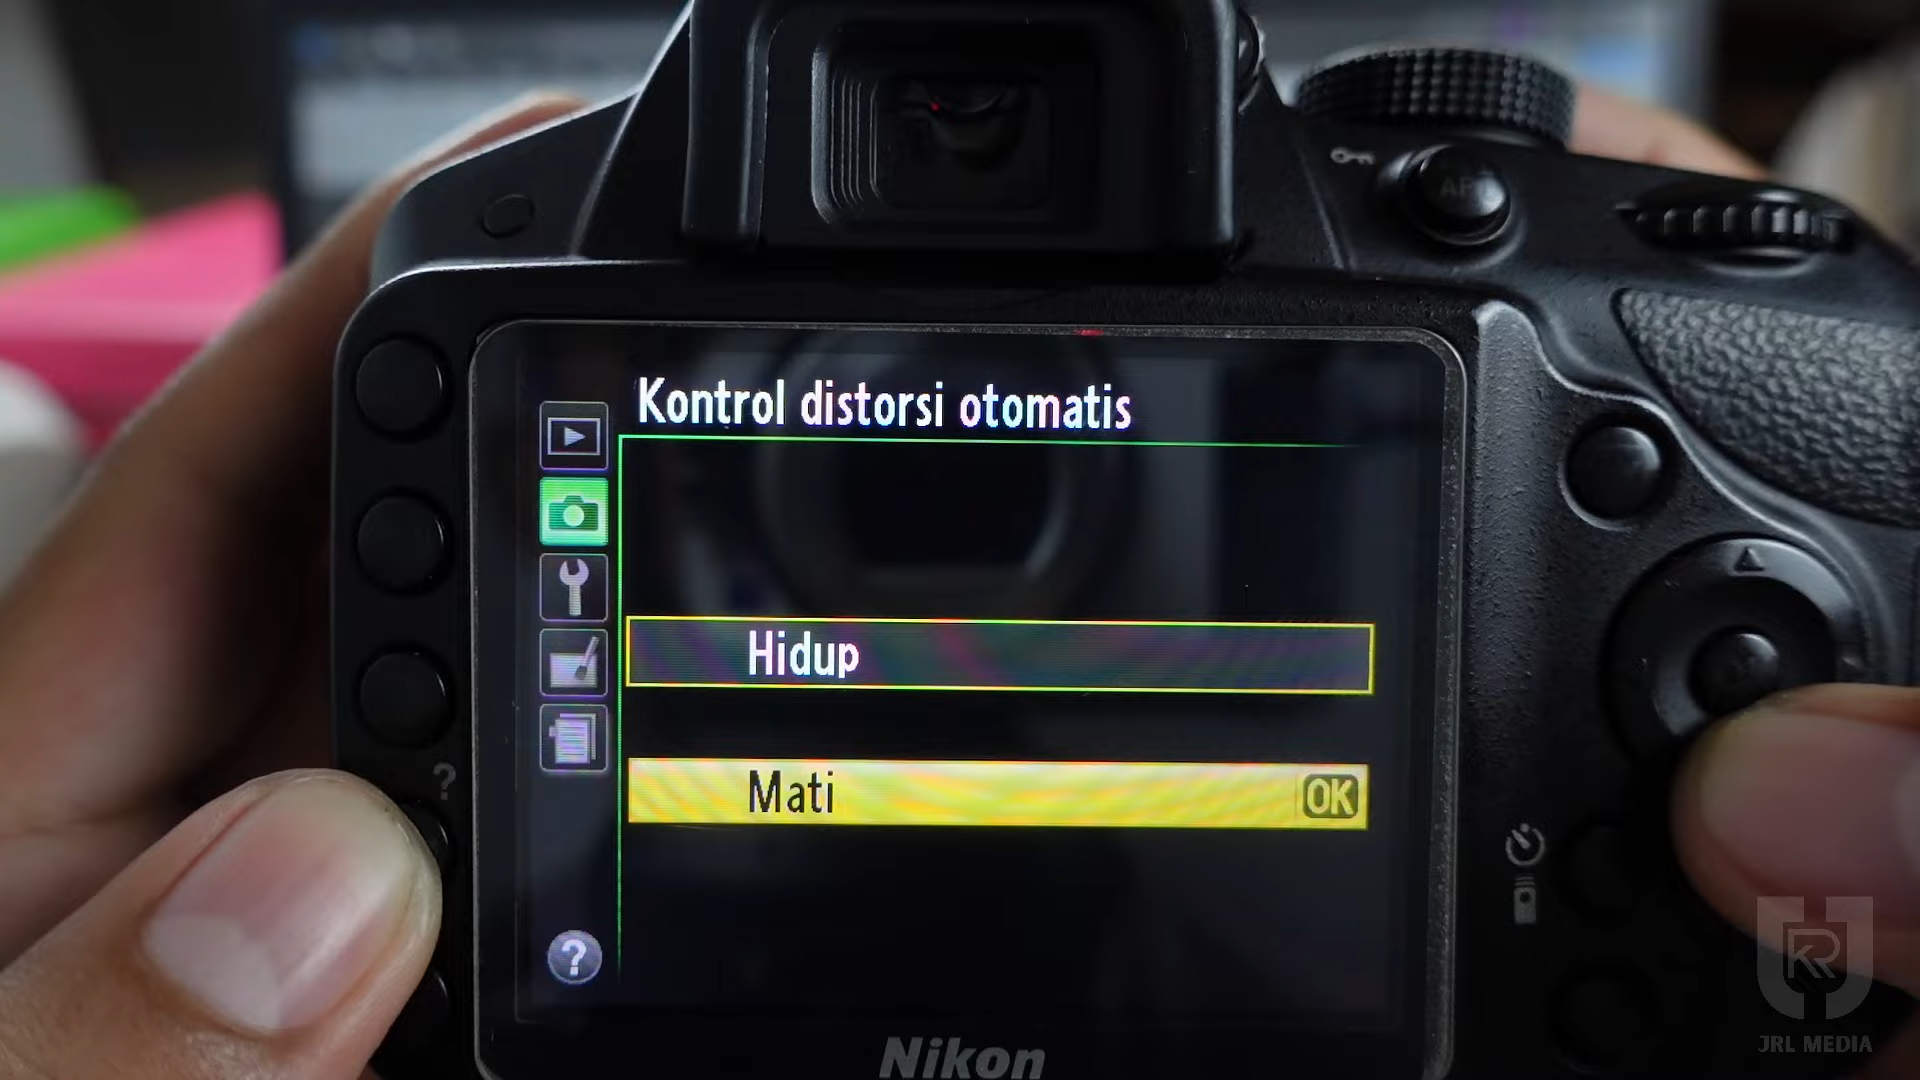 Kontrol distorsi otomatis
Hidup
Mati OK
?
?
Nikon
JRL MEDIA